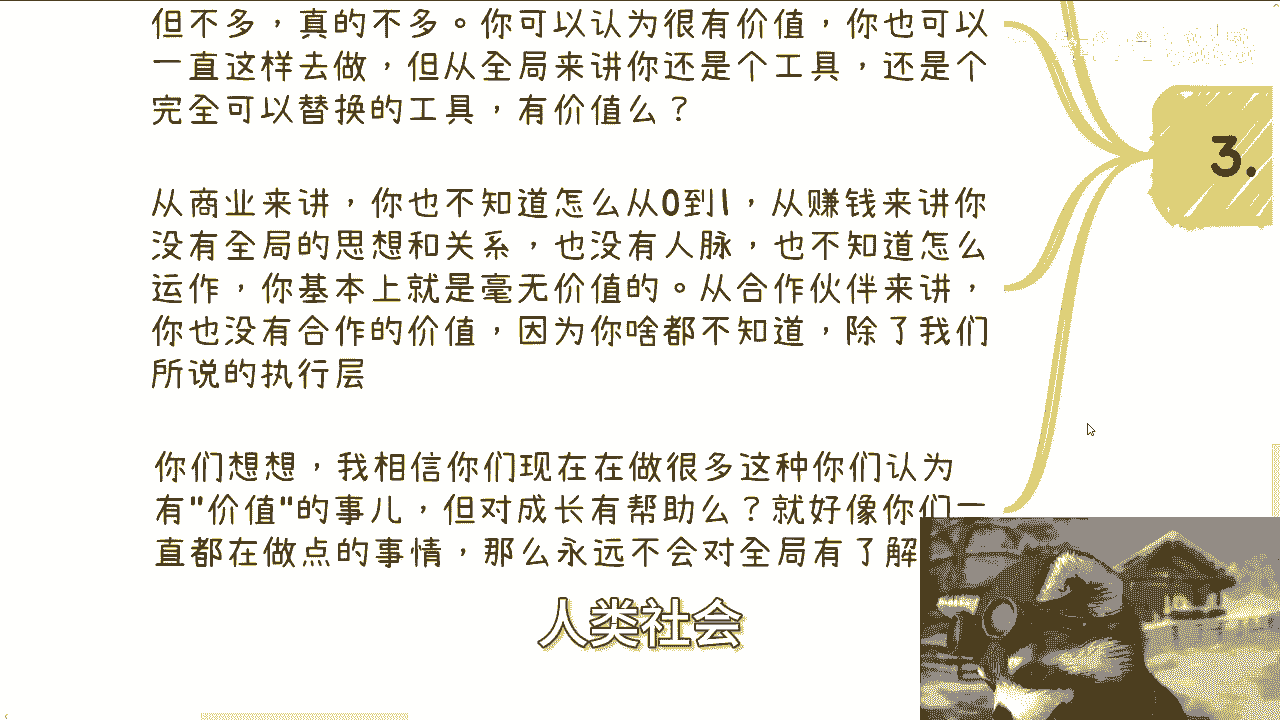 但不多，真的不多。你可以认为很有价值，你也可以
一直这样去做，但从全局来讲你还是个工具，还是个
完全可以替换的工具，有价值么？
从商业来讲，你也不知道怎么从0到1，从赚钱来讲你
没有全局的思想和关系，也没有人脉，也不知道怎么
运作，你基本上就是毫无价值的。从合作伙伴来讲，
你也没有合作的价值，因为你啥都不知道，除了我们
所说的执行层
你们想想，我相信你们现在在做很多这种你们认为
有"价值"的事儿，但对成长有帮助么？就好像你们一
直都在做点的事情，那么永远不会对全局有了解
3.
人类社会